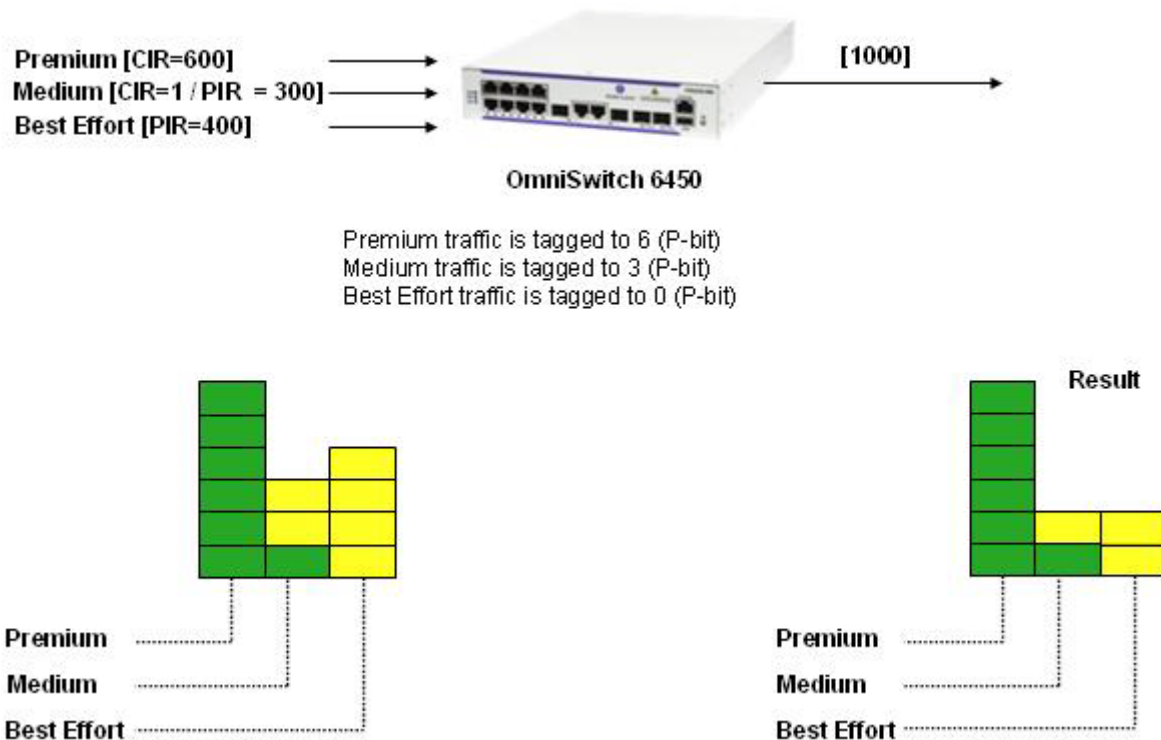 Premium [CIR=600]
Medium [CIR=1 / PIR = 300]
Best Effort [PIR=400]
[1000]
OmniSwitch 6450
Premium traffic is tagged to 6 (P-bit)
Medium traffic is tagged to 3 (P-bit)
Best Effort traffic is tagged to 0 (P-bit)
Result
Premium
Medium
Best Effort
Premium
Medium
Best Effort